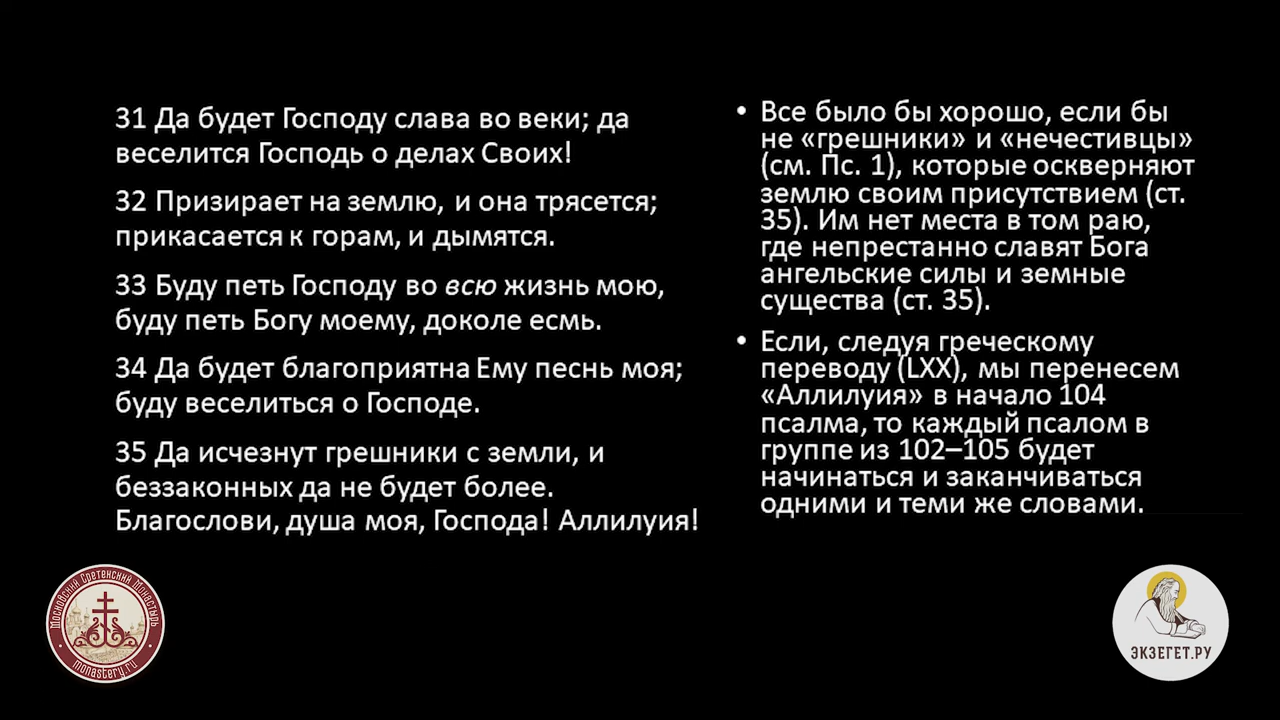 31 Да будет Господу слава во веки; да
веселится Господь о делах Своих!
32 Призирает на землю, и она трясется;
прикасается к горам, и дымятся.
33 Буду петь Господу во всю жизнь мою,
буду петь Богу моему, доколе есмь.
34 Да будет благоприятна Ему песнь моя;
буду веселиться о Господе.
35 Да исчезнут грешники с земли, и
беззаконных да не будет более.
Благослови, душа моя, Господа! Аллилуия!
• Все было бы хорошо, если бы
не «грешники» и «нечестивцы»
(см. Пс. 1), которые оскверняют
землю своим присутствием (ст.
35). Им нет места в том раю,
где непрестанно славят Бога
ангельские силы и земные
существа (ст. 35).
• Если, следуя греческому
переводу (LXX), мы перенесем
«Аллилуия» в начало 104
псалма, то каждый псалом в
группе из 102–105 будет
начинаться и заканчиваться
одними и теми же словами.
Московский Сретенский Монастырь
monastery.ru
ЭКЗЕГЕТ.РУ